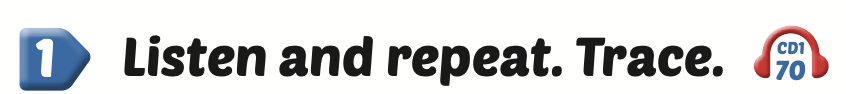 1 Listen and repeat. Trace. CD1
70